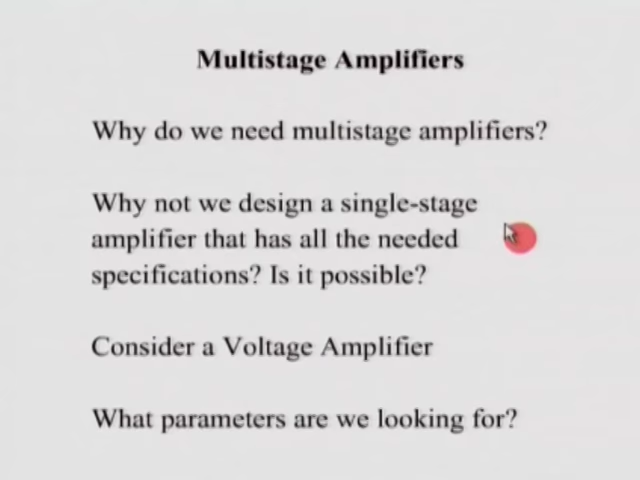 Multistage Amplifiers
Why do we need multistage amplifiers?
Why not we design a single-stage
amplifier that has all the needed
specifications? Is it possible?
Consider a Voltage Amplifier
What parameters are we looking for?